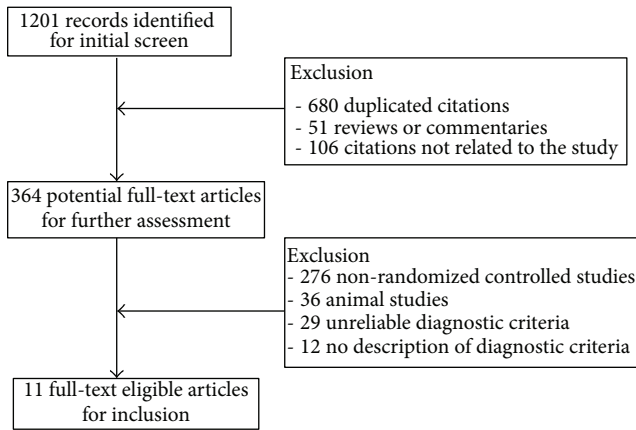 1201 records identified
for initial screen
Exclusion
- 680 duplicated citations
- 51 reviews or commentaries
- 106 citations not related to the study
364 potential full-text articles
for further assessment
Exclusion
- 276 non-randomized controlled studies
- 36 animal studies
- 29 unreliable diagnostic criteria
- 12 no description of diagnostic criteria
11 full-text eligible articles
for inclusion